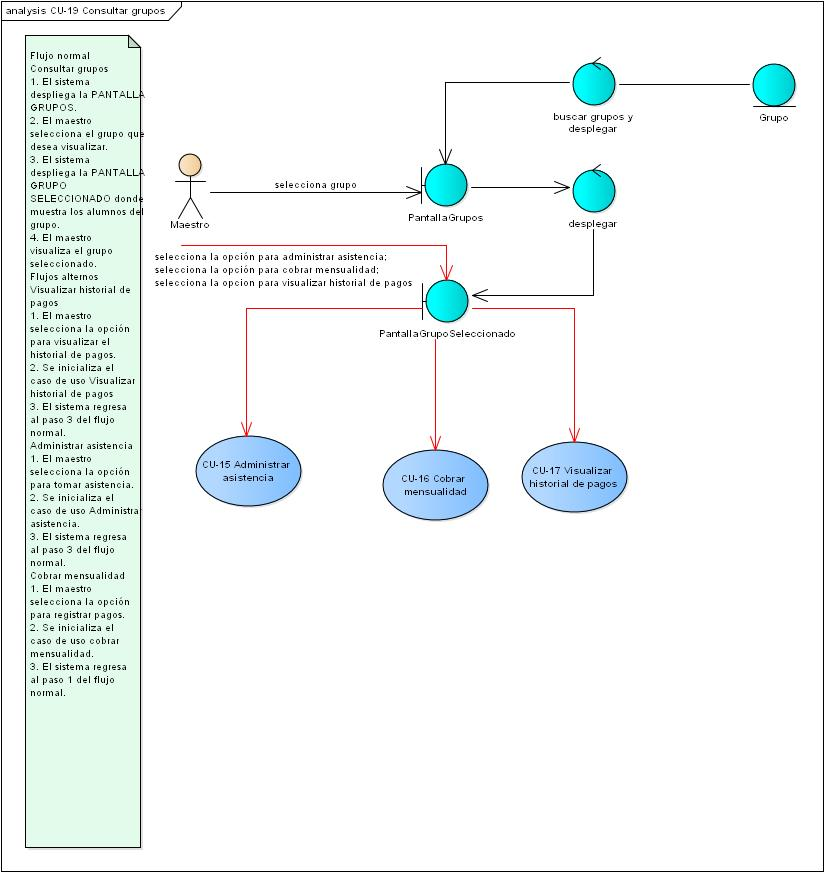 analysis CU-19 Consultar grupos
Flujo normal
Consultar grupos
1. El sistema
despliega la PANTALLA
GRUPOS.
2. El maestro
selecciona el grupo que
desea visualizar.
3. El sistema
despliega la PANTALLA
GRUPO
SELECCIONADO donde
muestra los alumnos del
grupo.
4. El maestro
visualiza el grupo
seleccionado.
Flujos alternos
Visualizar historial de
pagos
1. El maestro
selecciona la opción
para visualizar el
historial de pagos.
2. Se inicializa el
caso de uso Visualizar
historial de pagos
3. El sistema regresa
al paso 3 del flujo
normal.
Administrar asistencia
1. El maestro
selecciona la opción
para tomar asistencia.
2. Se inicializa el
caso de uso Administrar
asistencia.
3. El sistema regresa
al paso 3 del flujo
normal.
Cobrar mensualidad
1. El maestro
selecciona la opción
para registrar pagos.
2. Se inicializa el
caso de uso cobrar
mensualidad.
3. El sistema regresa
al paso 1 del flujo
normal.
buscar grupos y
desplegar
Grupo
selecciona grupo
Maestro
PantallaGrupos
desplegar
selecciona la opción para administrar asistencia;
selecciona la opción para cobrar mensualidad;
selecciona la opcion para visualizar historial de pagos
PantallaGrupoSeleccionado
CU-15 Administrar
asistencia
CU-16 Cobrar
mensualidad
CU-17 Visualizar
historial de pagos